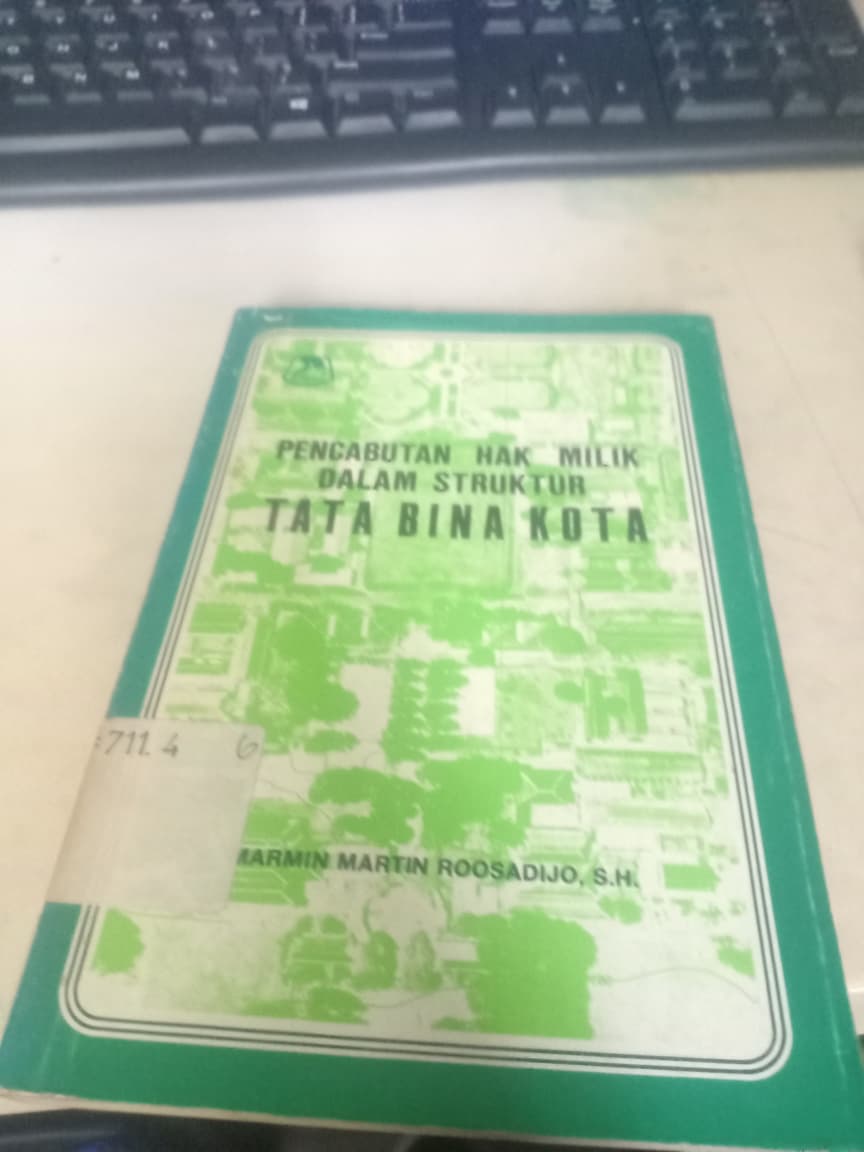 PENCABUTAN HAK MILIK
DALAM STRUKTUR
TATA BINA KOTA
711.4 6
MARMIN MARTIN ROOSADIJO, S.H.